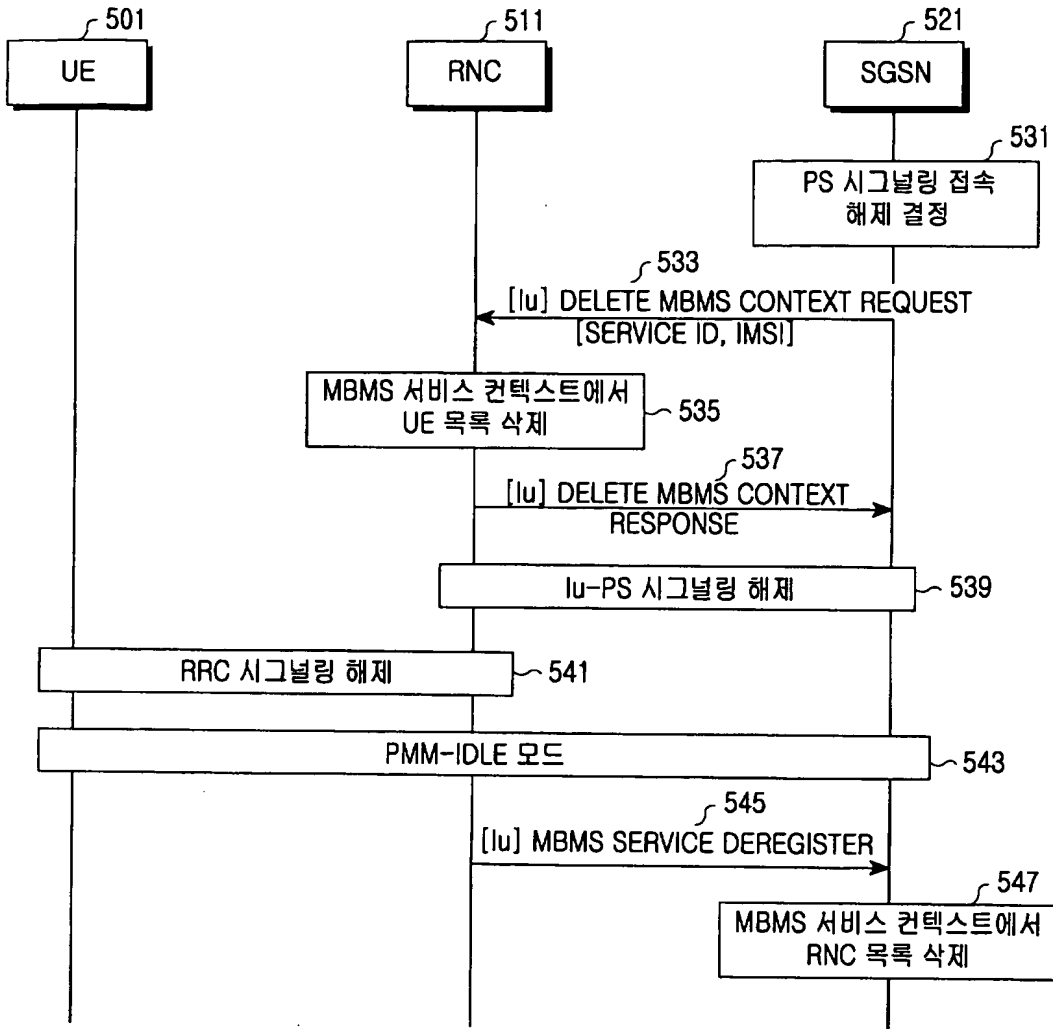 501
511
521
UE
RNC
SGSN
531
PS 시그널링 접속
해제 결정
533
[Iu] DELETE MBMS CONTEXT REQUEST
[SERVICE ID, IMSI]
MBMS 서비스 컨텍스트에서
UE 목록 삭제
535
537
[Iu] DELETE MBMS CONTEXT
RESPONSE
Iu-PS 시그널링 해제
539
RRC 시그널링 해제
541
PMM-IDLE 모드
543
545
[Iu] MBMS SERVICE DEREGISTER
547
MBMS 서비스 컨텍스트에서
RNC 목록 삭제